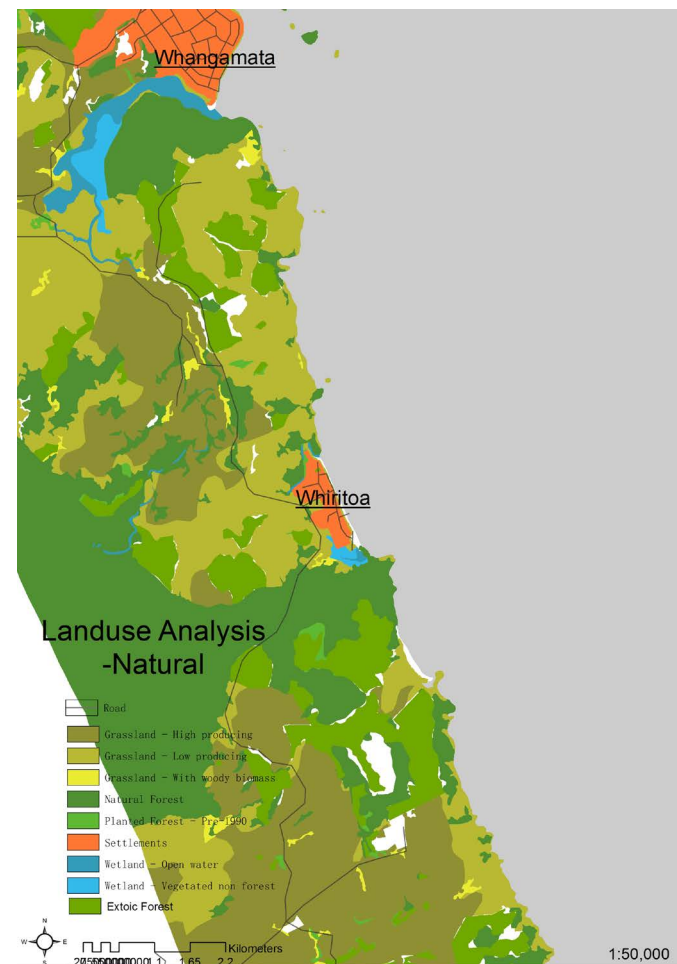 Whangamata
Whiritoa
Landuse Analysis
-Natural
Road
Grassland - High producing
Grassland - Low producing
Grassland - With woody biomass
Natural Forest
Planted Forest - Pre-1990
Settlements
Wetland - Open water
Wetland - Vegetated non forest
Extoic Forest
N
W E
S
Kilometers
1.1 1.65 2.2
1:50,000